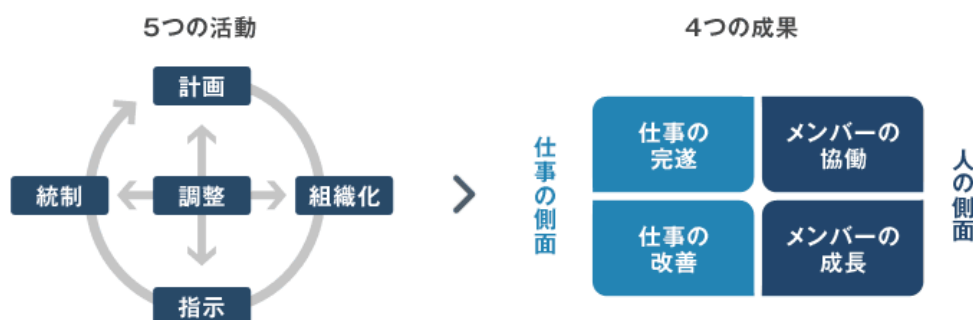 5つの活動
計画
統制
調整
組織化
指示
4つの成果
仕事の側面
仕事の
完遂
メンバーの
協働
仕事の
改善
メンバーの
成長
人の側面